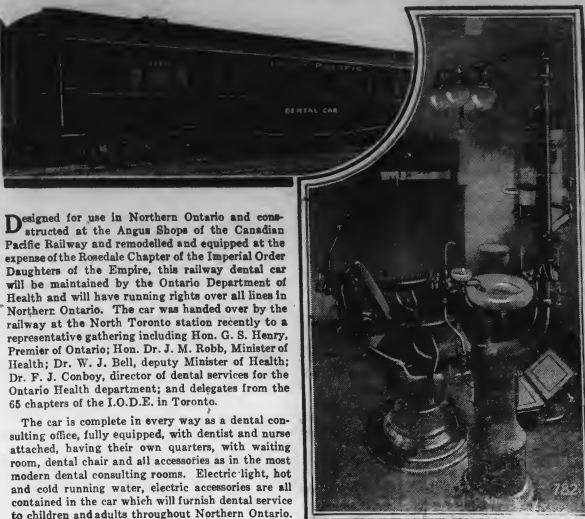 PACIFIC
DENTAL CAR
Designed for use in Northern Ontario and cons-
structed at the Angus Shops of the Canadian
Pacific Railway and remodelled and equipped at the
expense of the Rosedale Chapter of the Imperial Order
Daughters of the Empire, this railway dental car
will be maintained by the Ontario Department of
Health and will have running rights over all lines in
Northern Ontario. The car was handed over by the
railway at the North Toronto station recently to a
representative gathering including Hon. G. S. Henry,
Premier of Ontario; Hon. Dr. J. M. Robb, Minister of
Health; Dr. W. J. Bell, deputy Minister of Health;
Dr. F. J. Conboy, director of dental services for the
Ontario Health department; and delegates from the
65 chapters of the I.O.D.E. in Toronto.
The car is complete in every way as a dental con-
sulting office, fully equipped, with dentist and nurse
attached, having their own quarters, with waiting
room, dental chair and all accessories as in the most
modern dental consulting rooms. Electric light, hot
and cold running water, electric accessories are all
contained in the car which will furnish dental service
to children and adults throughout Northern Ontario.
782